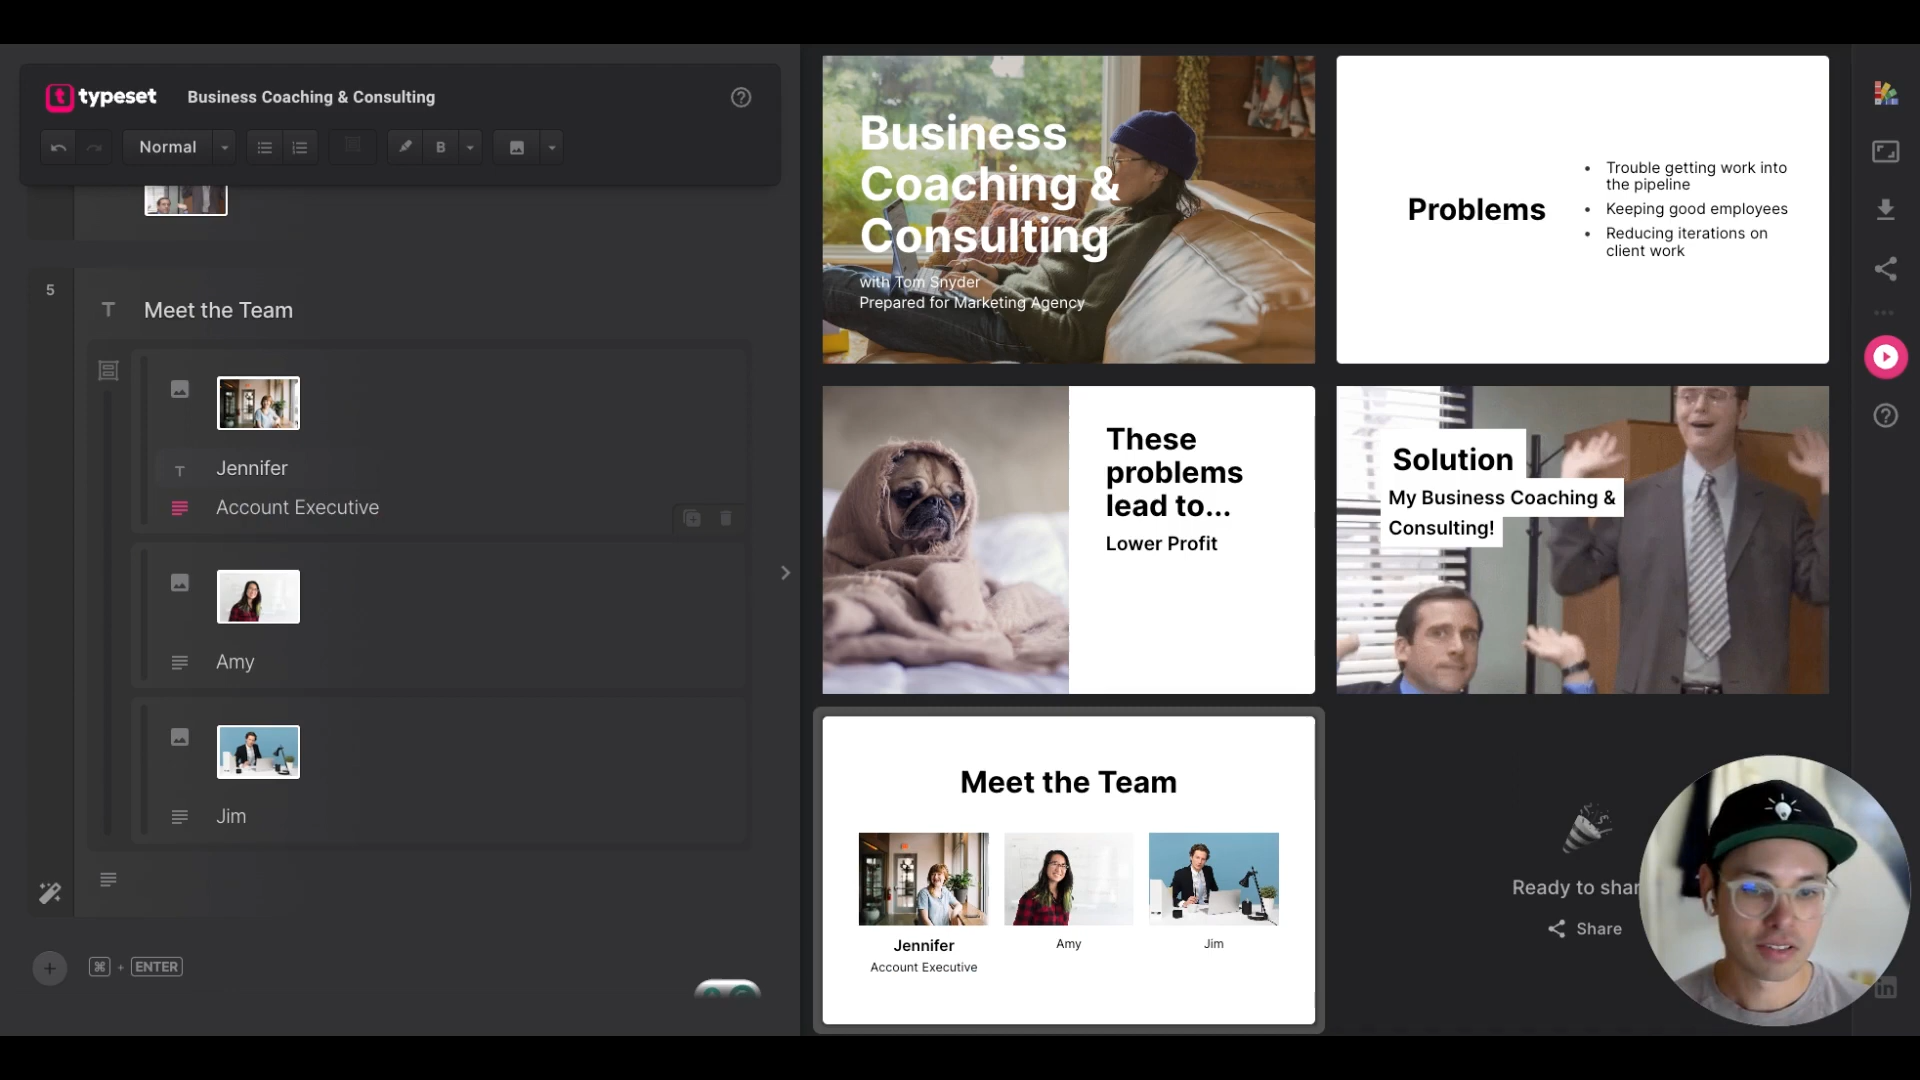 typeset
Business Coaching & Consulting
Normal
B
5
T
Meet the Team
T
Jennifer
Account Executive
Amy
Jim
+
⌘ + ENTER
Business
Coaching &
Consulting
with Tom Snyder
Prepared for Marketing Agency
Problems
• Trouble getting work into
the pipeline
• Keeping good employees
• Reducing iterations on
client work
These
problems
lead to...
Lower Profit
Solution
My Business Coaching &
Consulting!
Meet the Team
Jennifer
Account Executive
Amy
Jim
Ready to
Share
in